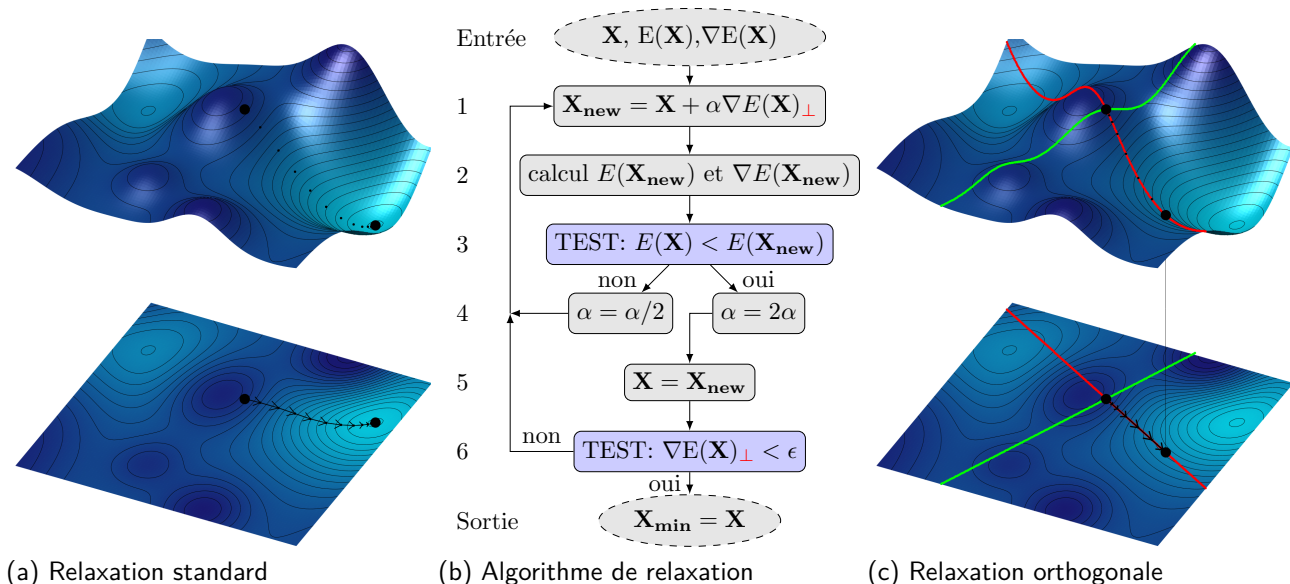 Entrée
X, E(X),∇E(X)
1
X_new = X + α∇E(X)_⊥
2
calcul E(X_new) et ∇E(X_new)
3
TEST: E(X) < E(X_new)
non
oui
4
α = α/2
α = 2α
5
X = X_new
6
non
TEST: ∇E(X)_⊥ < ϵ
oui
Sortie
X_min = X
(a) Relaxation standard
(b) Algorithme de relaxation
(c) Relaxation orthogonale